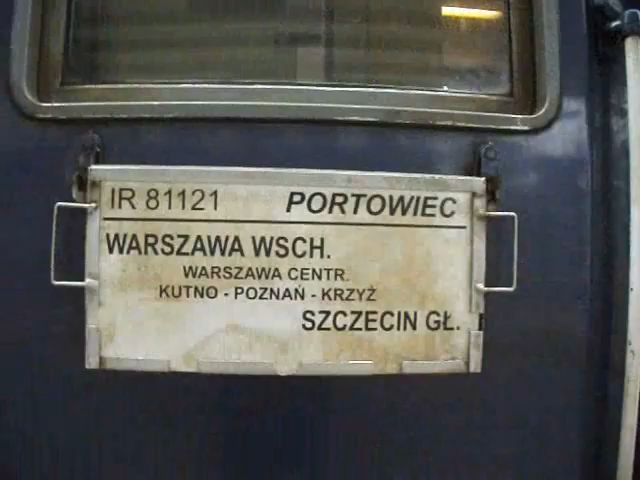 IR 81121 PORTOWIEC
WARSZAWA WSCH.
WARSZAWA CENTR.
KUTNO - POZNAŃ - KRZYŻ
SZCZECIN GŁ.